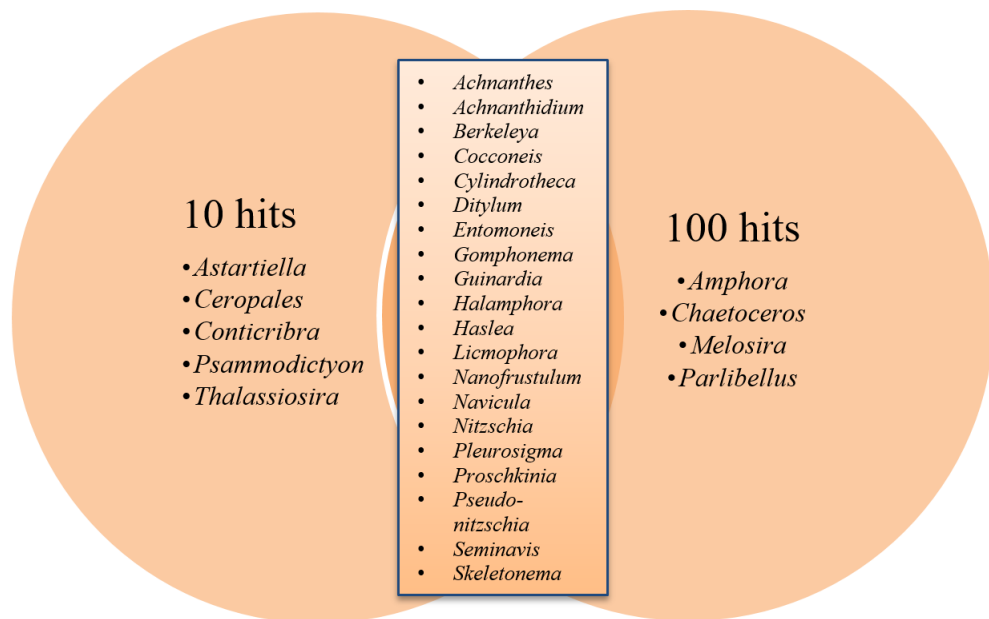 10 hits
•Astartiella
•Ceropales
•Conticribra
•Psammodictyon
•Thalassiosira
• Achnanthes
• Achnanthidium
• Berkeleya
• Cocconeis
• Cylindrotheca
• Ditylum
• Entomoneis
• Gomphonema
• Guinardia
• Halamphora
• Haslea
• Licmophora
• Nanofrustulum
• Navicula
• Nitzschia
• Pleurosigma
• Proschkinia
• Pseudo-
nitzschia
• Seminavis
• Skeletonema
100 hits
•Amphora
•Chaetoceros
•Melosira
•Parlibellus